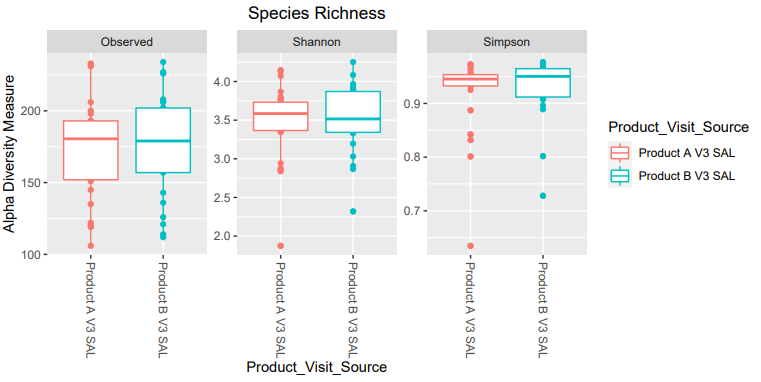 Species Richness
Observed
Shannon
Simpson
Alpha Diversity Measure
200
150
100
4.0
3.5
3.0
2.5
2.0
0.9
0.8
0.7
Product A V3 SAL
Product B V3 SAL
Product A V3 SAL
Product B V3 SAL
Product A V3 SAL
Product B V3 SAL
Product_Visit_Source
Product_Visit_Source
Product A V3 SAL
Product B V3 SAL